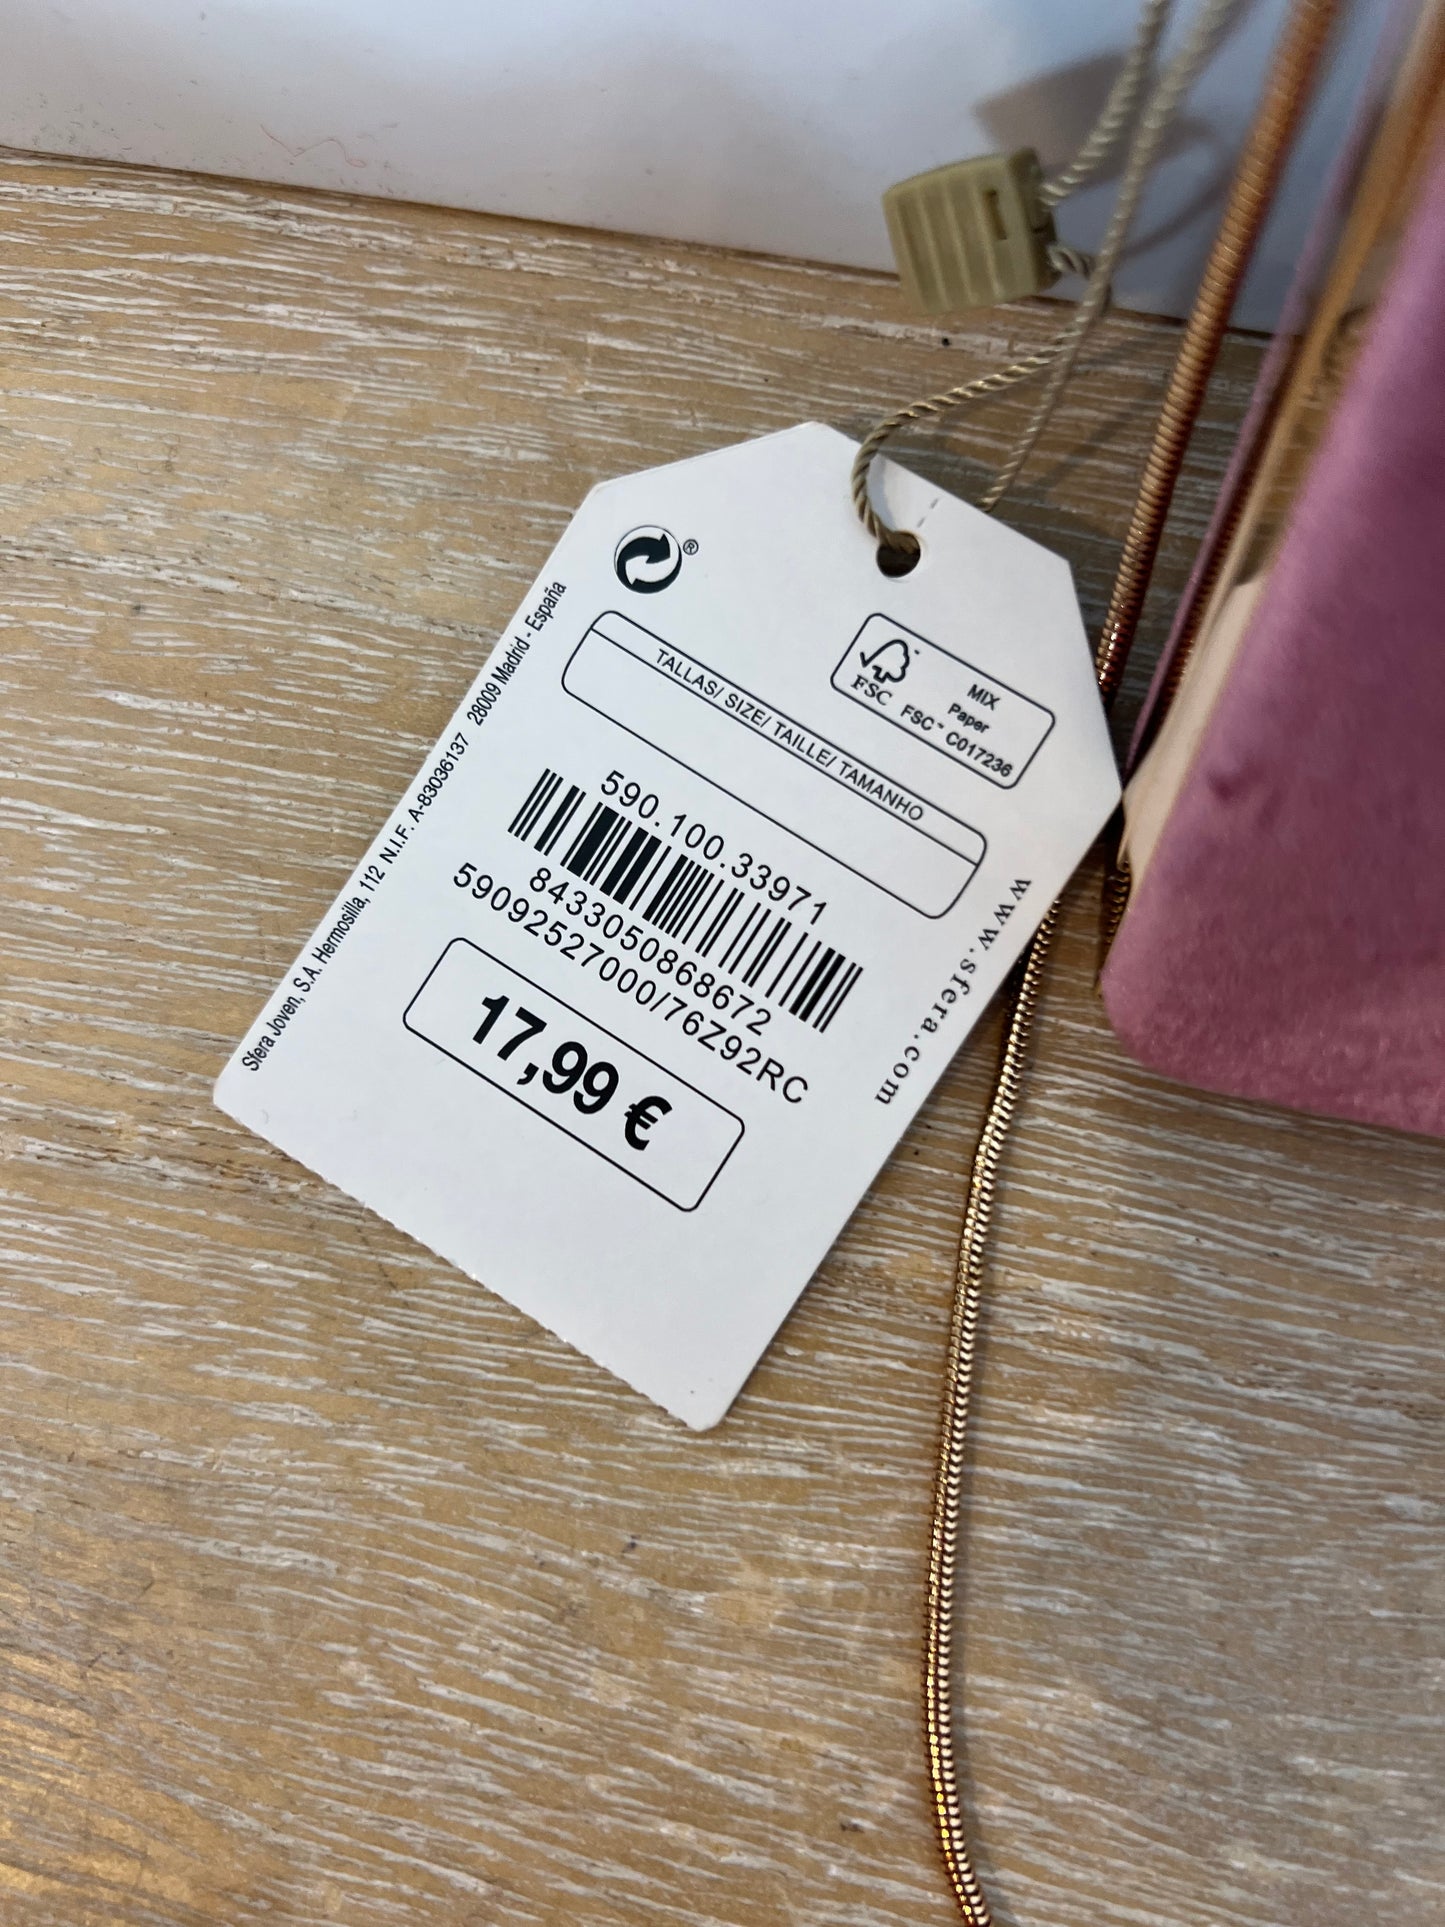 ®
FSC
MIX
Paper
FSC™ C017236
TALLAS/ SIZE/ TAILLE/ TAMANHO
590.100.33971
8433050868672
59092527000/76Z92RC
17,99 €
www.sfera.com
Sfera Joven, S.A. Hermosilla, 112 N.I.F. A-83036137 28009 Madrid - España